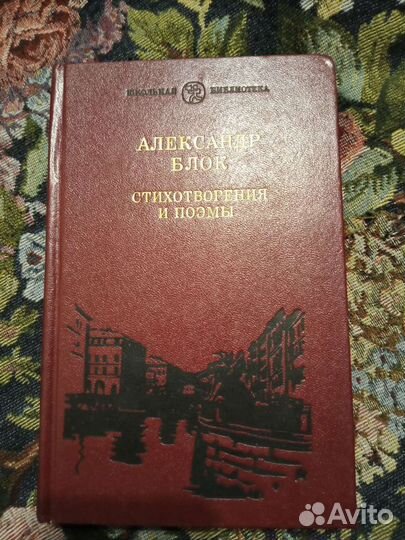 ШКОЛЬНАЯ БИБЛИОТЕКА
АЛЕКСАНДР
БЛОК
СТИХОТВОРЕНИЯ
И ПОЭМЫ
Avito